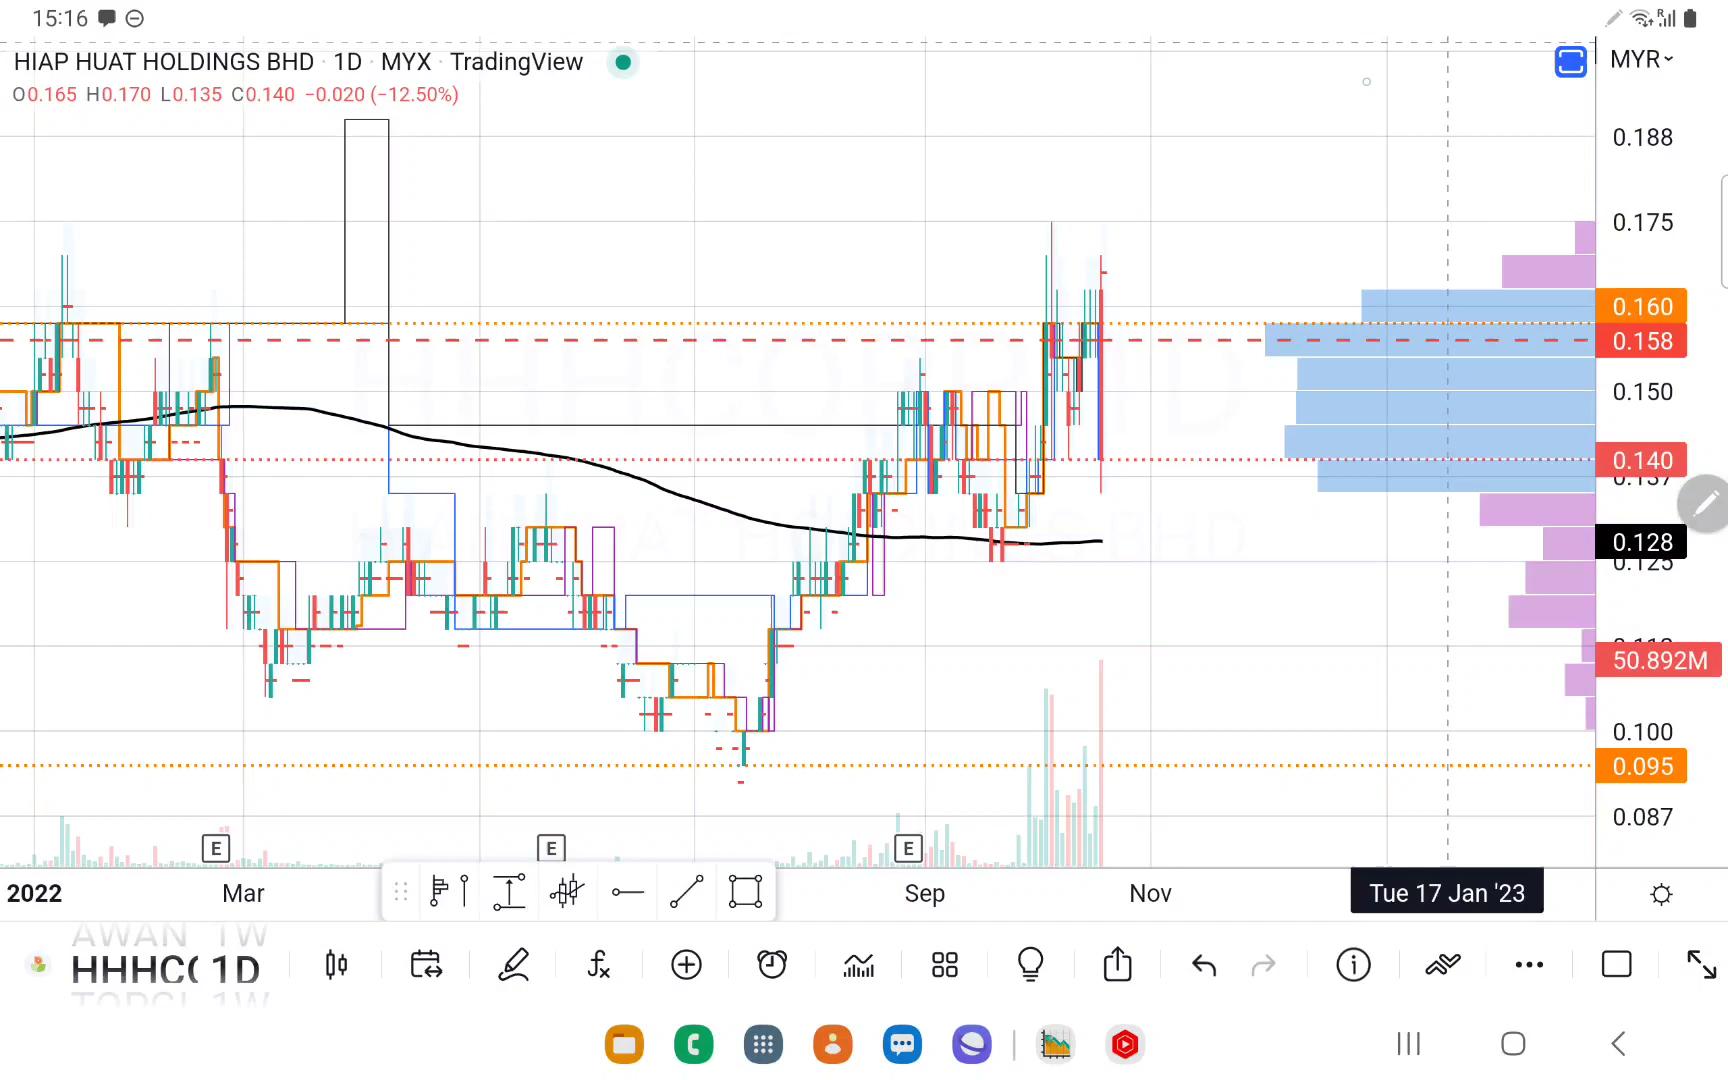 15:16
HIAP HUAT HOLDINGS BHD · 1D · MYX · TradingView
MYR
O0.165 H0.170 L0.135 C0.140 −0.020 (−12.50%)
0.188
0.175
0.160
0.158
0.150
0.140
0.137
0.128
0.125
50.892M
0.100
0.095
0.087
E E E
2022 Mar Sep Nov Tue 17 Jan '23
AWAN 1W
HHHC 1D
TOPGL 1W